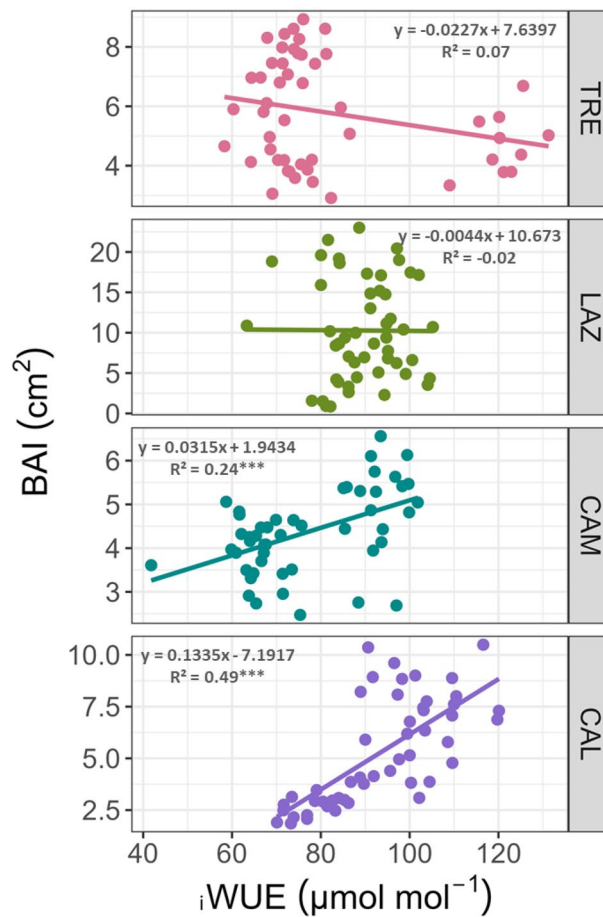 y = -0.0227x + 7.6397
R² = 0.07
8
6
4
TRE
y = -0.0044x + 10.673
R² = -0.02
20
15
10
5
0
LAZ
BAI (cm²)
y = 0.0315x + 1.9434
R² = 0.24***
6
5
4
3
CAM
y = 0.1335x - 7.1917
R² = 0.49***
10.0
7.5
5.0
2.5
CAL
40 60 80 100 120
iWUE (μmol mol⁻¹)